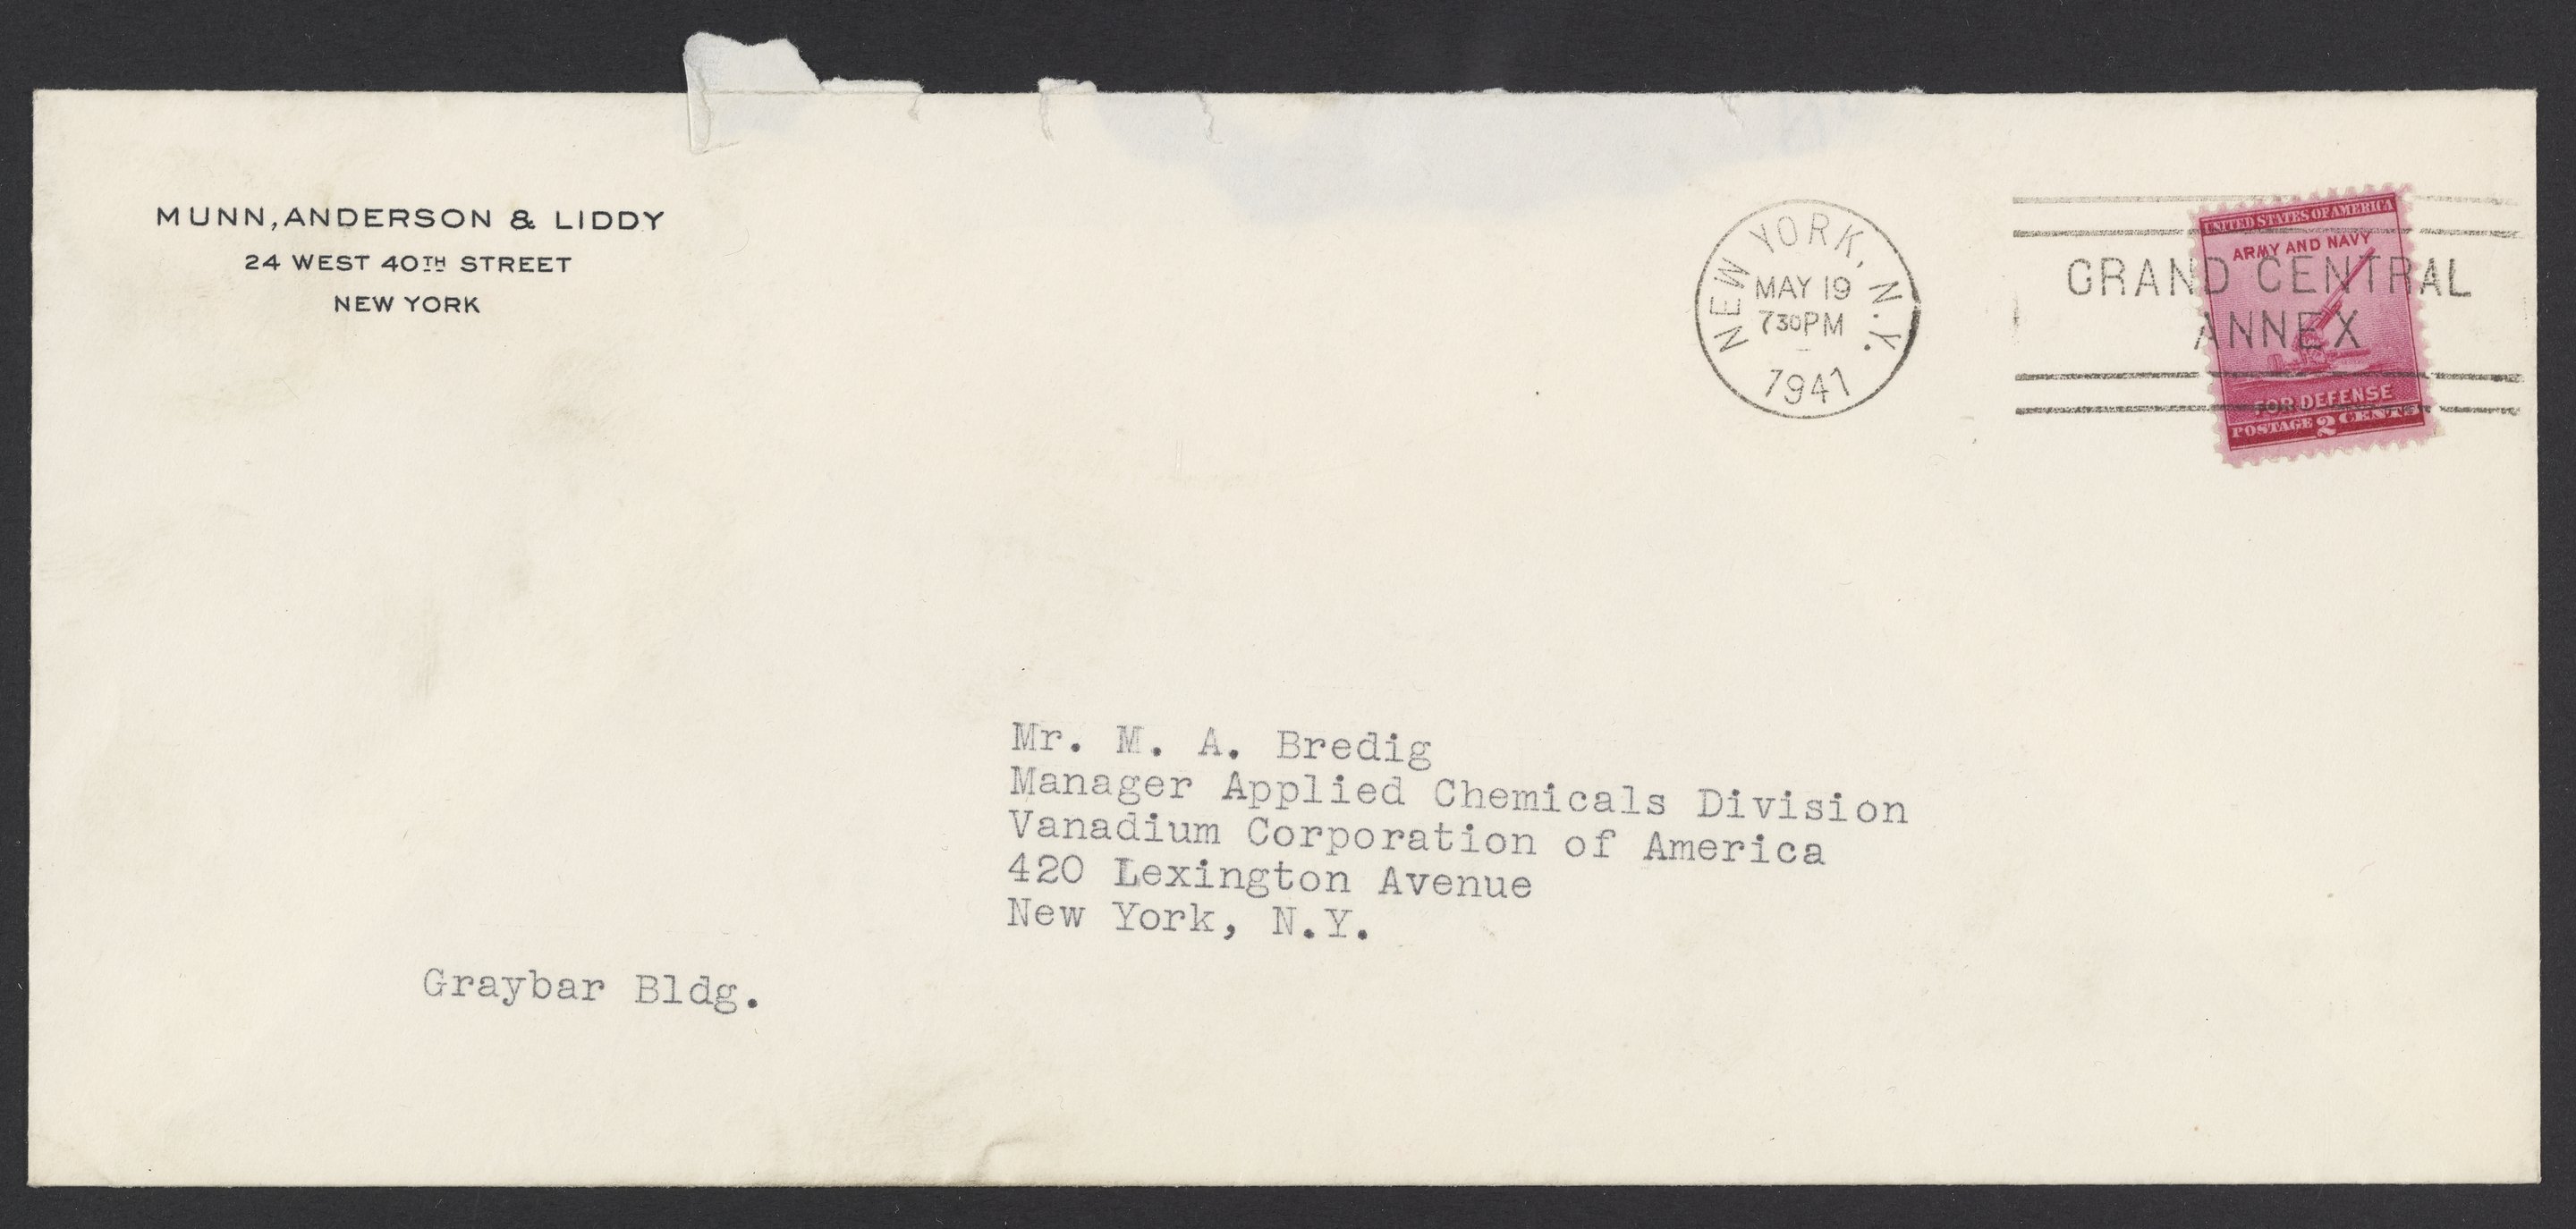 MUNN, ANDERSON & LIDDY
24 WEST 40TH STREET
NEW YORK
NEW YORK, N.Y.
MAY 19
730PM
1941
GRAND CENTRAL
ANNEX
UNITED STATES OF AMERICA
ARMY AND NAVY
FOR DEFENSE
POSTAGE 2 CENTS
Mr. M. A. Bredig
Manager Applied Chemicals Division
Vanadium Corporation of America
420 Lexington Avenue
New York, N.Y.
Graybar Bldg.